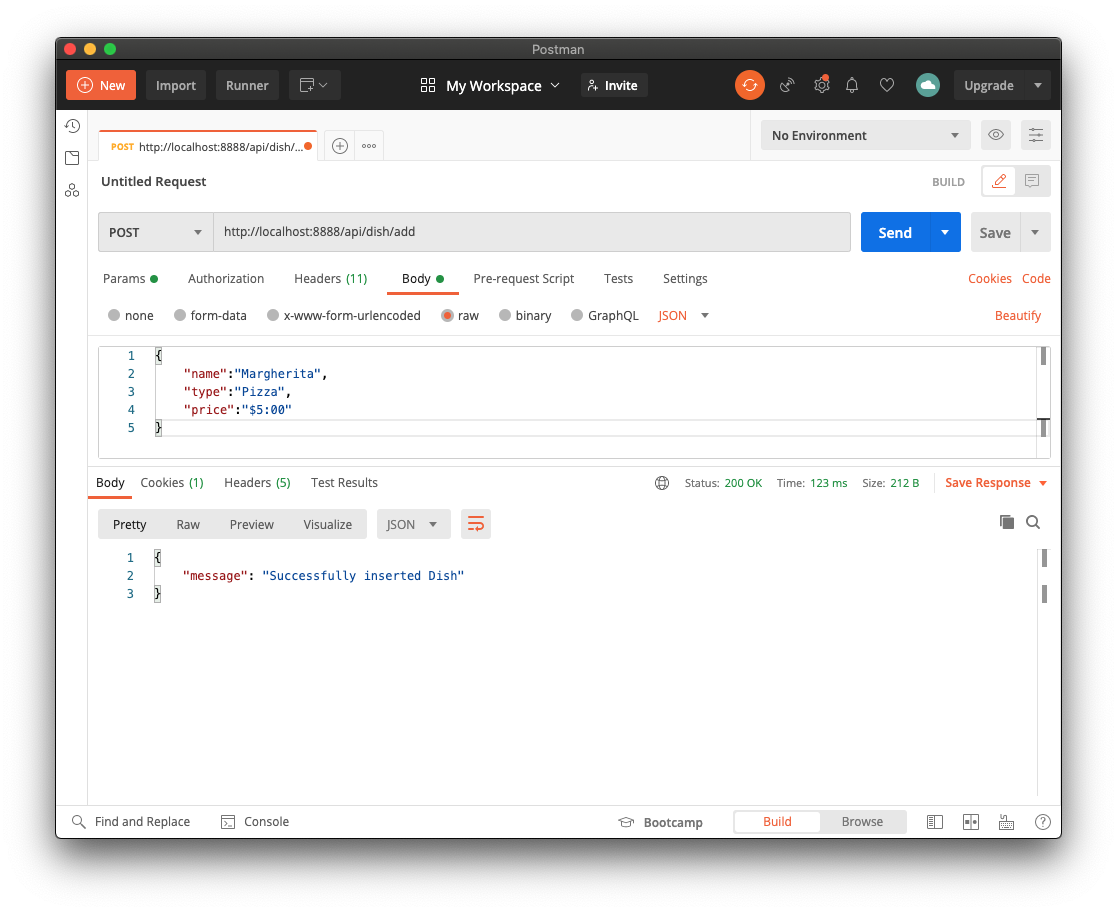 Postman
New Import Runner My Workspace Invite Upgrade
POST http://localhost:8888/api/dish/... No Environment
Untitled Request BUILD
POST http://localhost:8888/api/dish/add Send Save
Params Authorization Headers (11) Body Pre-request Script Tests Settings Cookies Code
none form-data x-www-form-urlencoded raw binary GraphQL JSON Beautify
1 {
2 "name":"Margherita",
3 "type":"Pizza",
4 "price":"$5:00"
5 }
Body Cookies (1) Headers (5) Test Results Status: 200 OK Time: 123 ms Size: 212 B Save Response
Pretty Raw Preview Visualize JSON
1 {
2 "message": "Successfully inserted Dish"
3 }
Find and Replace Console Bootcamp Build Browse